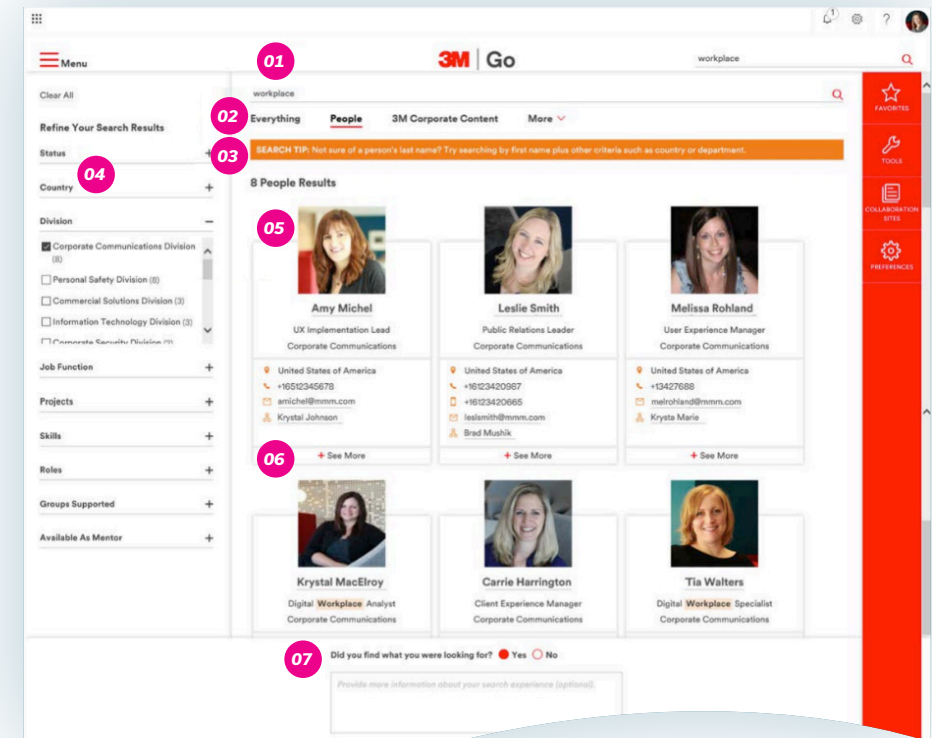 1
?
Menu
01
3M Go
workplace
Clear All
workplace
FAVORITES
02
Everything People 3M Corporate Content More
Refine Your Search Results
03
SEARCH TIP: Not sure of a person's last name? Try searching by first name plus other criteria such as country or department.
TOOLS
Status +
04
Country +
8 People Results
COLLABORATION
SITES
Division –
05
Corporate Communications Division
(8)
Personal Safety Division (8)
Commercial Solutions Division (3)
Information Technology Division (3)
Corporate Security Division (2)
PREFERENCES
Amy Michel
UX Implementation Lead
Corporate Communications
United States of America
+16512345678
amichel@mmm.com
Krystal Johnson
+ See More
Leslie Smith
Public Relations Leader
Corporate Communications
United States of America
+16123420987
+16123420665
leslsmith@mmm.com
Brad Mushik
+ See More
Melissa Rohland
User Experience Manager
Corporate Communications
United States of America
+13427688
melrohland@mmm.com
Krysta Marie
+ See More
Job Function +
Projects +
Skills +
06
Roles +
Groups Supported +
Available As Mentor +
Krystal MacElroy
Digital Workplace Analyst
Corporate Communications
Carrie Harrington
Client Experience Manager
Corporate Communications
Tia Walters
Digital Workplace Specialist
Corporate Communications
07
Did you find what you were looking for? Yes No
Provide more information about your search experience (optional).